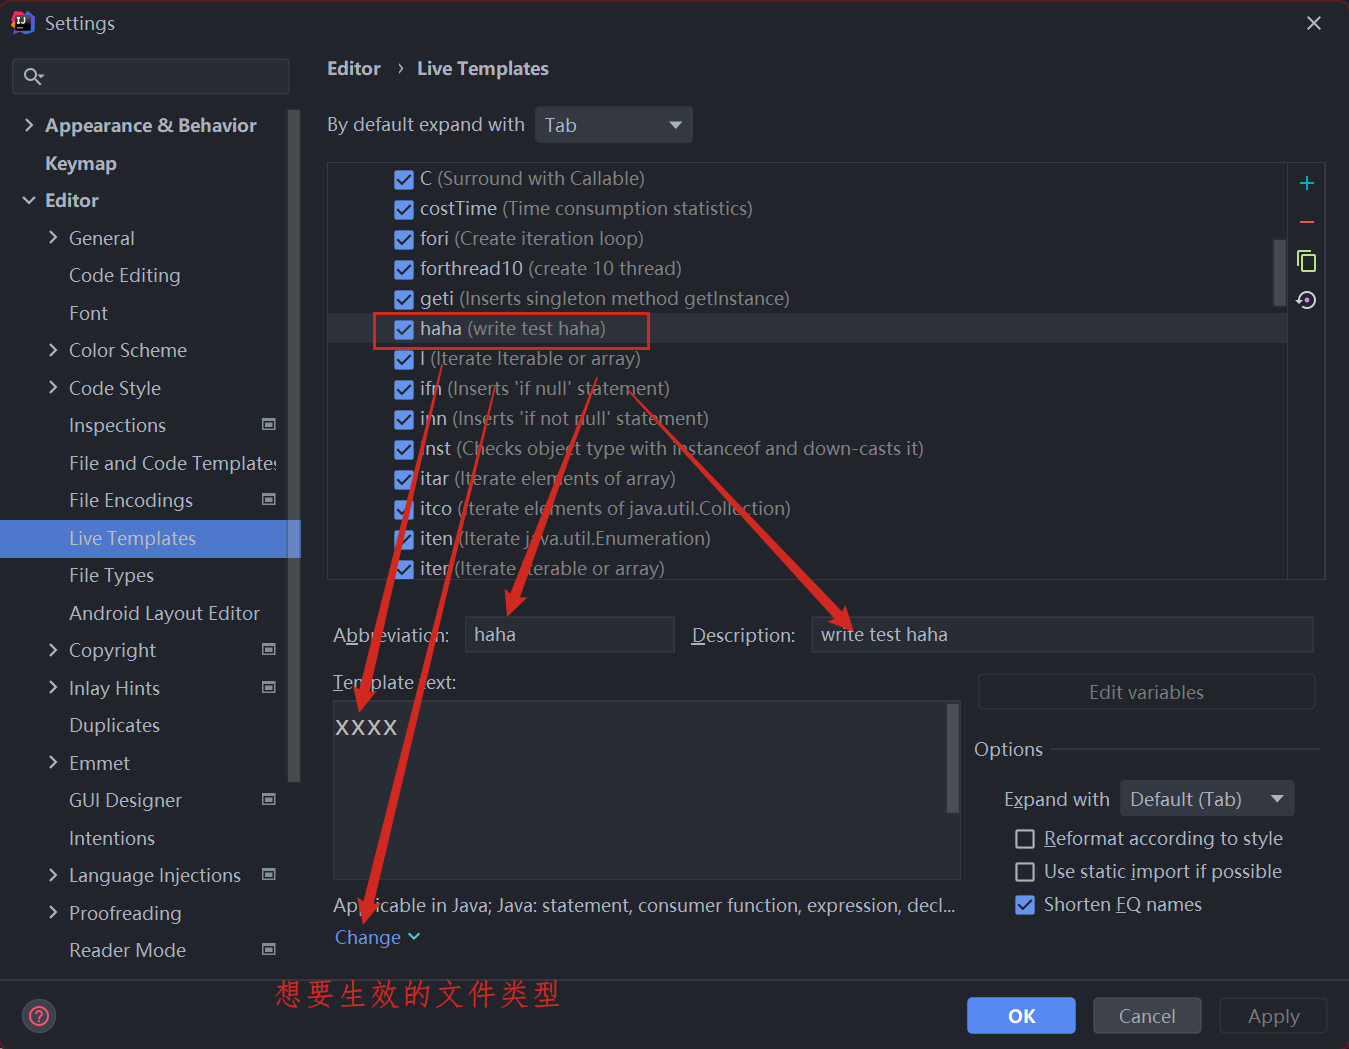 Settings
Editor › Live Templates
Appearance & Behavior
Keymap
Editor
General
Code Editing
Font
Color Scheme
Code Style
Inspections
File and Code Templates
File Encodings
Live Templates
File Types
Android Layout Editor
Copyright
Inlay Hints
Duplicates
Emmet
GUI Designer
Intentions
Language Injections
Proofreading
Reader Mode
By default expand with Tab
C (Surround with Callable)
costTime (Time consumption statistics)
fori (Create iteration loop)
forthread10 (create 10 thread)
geti (Inserts singleton method getInstance)
haha (write test haha)
I (Iterate Iterable or array)
ifn (Inserts 'if null' statement)
inn (Inserts 'if not null' statement)
inst (Checks object type with instanceof and down-casts it)
itar (Iterate elements of array)
itco (Iterate elements of java.util.Collection)
iten (Iterate java.util.Enumeration)
iter (Iterate Iterable or array)
Abbreviation: haha Description: write test haha
Template text:
xxxx
Edit variables
Options
Expand with Default (Tab)
Reformat according to style
Use static import if possible
Shorten FQ names
Applicable in Java; Java: statement, consumer function, expression, decl...
Change
想要生效的文件类型
? OK Cancel Apply